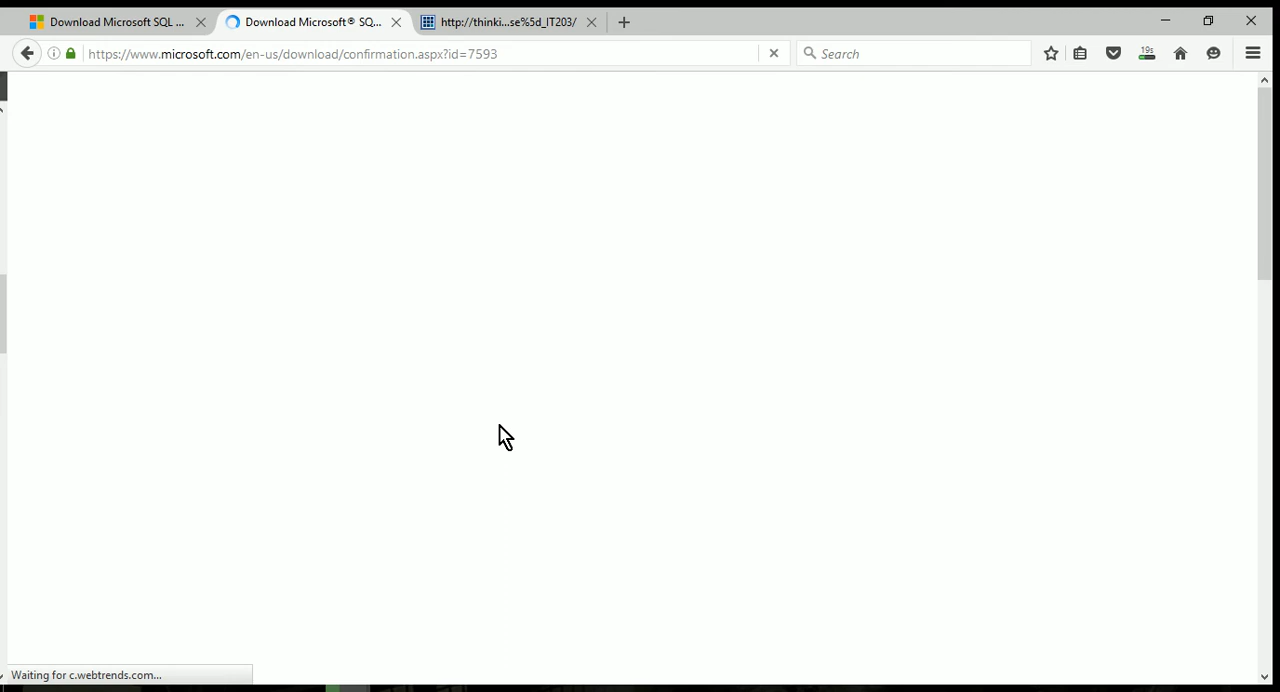 Download Microsoft SQL ...
Download Microsoft® SQ...
http://thinki...se%5d_IT203/
https://www.microsoft.com/en-us/download/confirmation.aspx?id=7593
Search
19s
Waiting for c.webtrends.com...